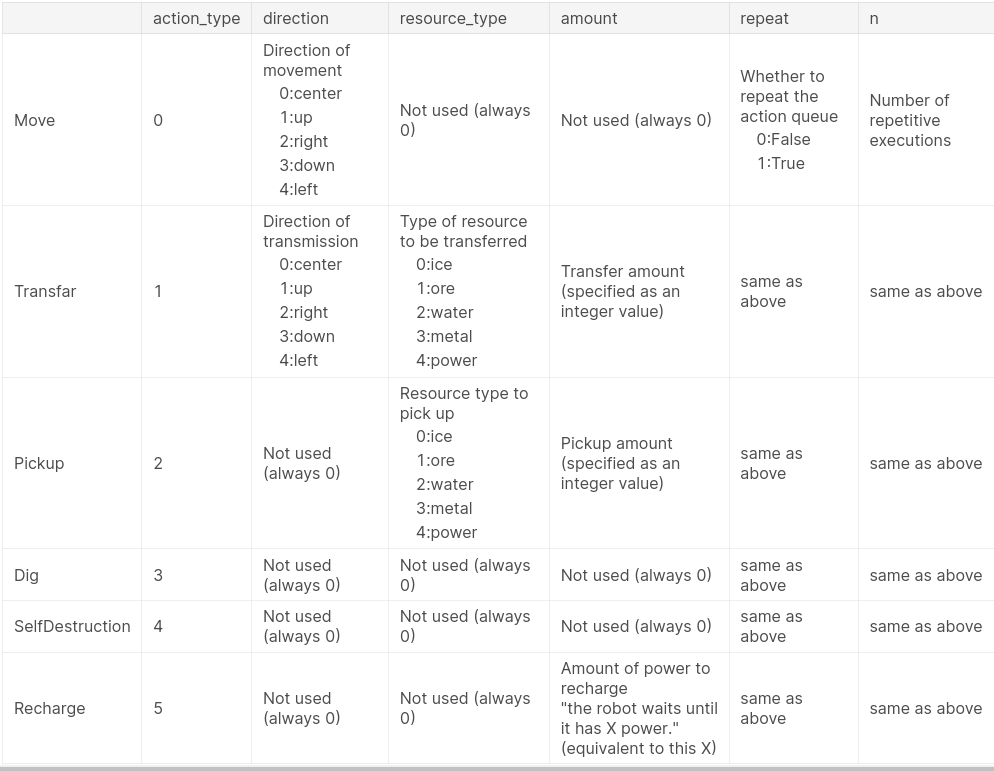 action_type direction resource_type amount repeat n
Move
0
Direction of
movement
0:center
1:up
2:right
3:down
4:left
Not used (always
0)
Not used (always 0)
Whether to
repeat the
action queue
0:False
1:True
Number of
repetitive
executions
Transfar
1
Direction of
transmission
0:center
1:up
2:right
3:down
4:left
Type of resource
to be transferred
0:ice
1:ore
2:water
3:metal
4:power
Transfer amount
(specified as an
integer value)
same as
above
same as above
Pickup
2
Not used
(always 0)
Resource type to
pick up
0:ice
1:ore
2:water
3:metal
4:power
Pickup amount
(specified as an
integer value)
same as
above
same as above
Dig
3
Not used
(always 0)
Not used (always
0)
Not used (always 0)
same as
above
same as above
SelfDestruction
4
Not used
(always 0)
Not used (always
0)
Not used (always 0)
same as
above
same as above
Recharge
5
Not used
(always 0)
Not used (always
0)
Amount of power to
recharge
"the robot waits until
it has X power."
(equivalent to this X)
same as
above
same as above